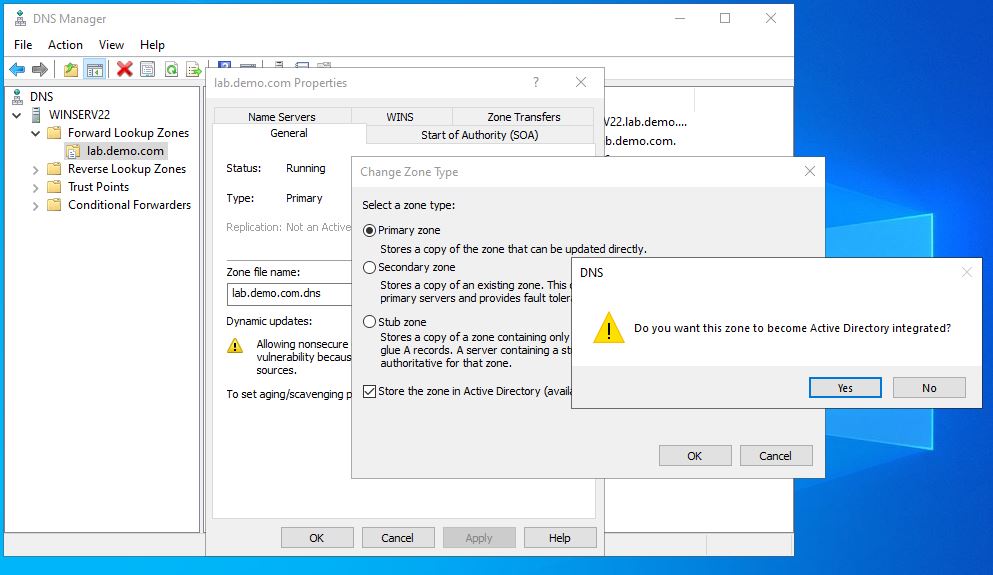 DNS Manager
File Action View Help
DNS
WINSERV22
Forward Lookup Zones
lab.demo.com
Reverse Lookup Zones
Trust Points
Conditional Forwarders
V22.lab.demo....
b.demo.com.
lab.demo.com Properties
?
Name Servers WINS Zone Transfers
General Start of Authority (SOA)
Status: Running
Type: Primary
Replication: Not an Active
Zone file name:
lab.demo.com.dns
Dynamic updates:
Allowing nonsecure
vulnerability becaus
sources.
To set aging/scavenging p
OK Cancel Apply Help
Change Zone Type
Select a zone type:
Primary zone
Stores a copy of the zone that can be updated directly.
Secondary zone
Stores a copy of an existing zone. This
primary servers and provides fault toler
Stub zone
Stores a copy of a zone containing only
glue A records. A server containing a st
authoritative for that zone.
Store the zone in Active Directory (availa
OK Cancel
DNS
Do you want this zone to become Active Directory integrated?
Yes No